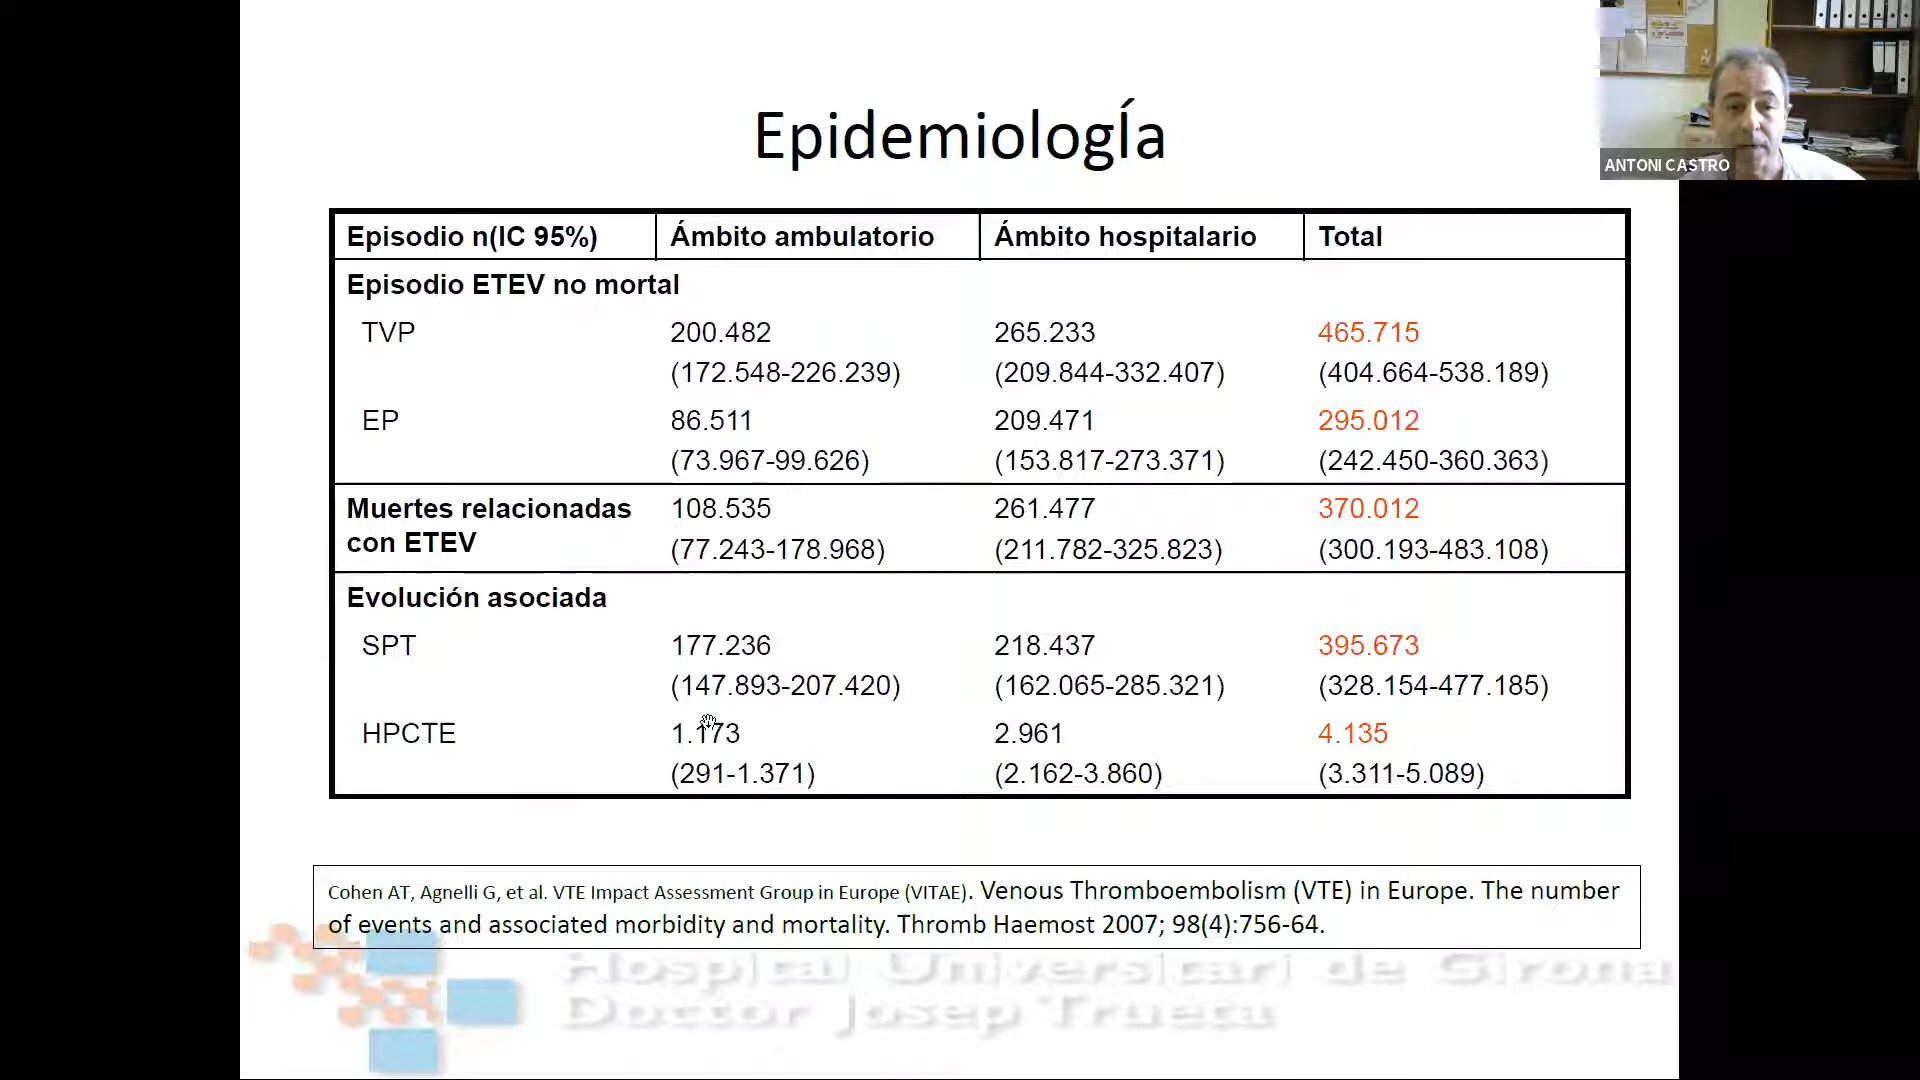 EpidemiologÍa
ANTONI CASTRO
Episodio n(IC 95%) Ámbito ambulatorio Ámbito hospitalario Total
Episodio ETEV no mortal
TVP 200.482 265.233 465.715
(172.548-226.239) (209.844-332.407) (404.664-538.189)
EP 86.511 209.471 295.012
(73.967-99.626) (153.817-273.371) (242.450-360.363)
Muertes relacionadas 108.535 261.477 370.012
con ETEV (77.243-178.968) (211.782-325.823) (300.193-483.108)
Evolución asociada
SPT 177.236 218.437 395.673
(147.893-207.420) (162.065-285.321) (328.154-477.185)
HPCTE 1.173 2.961 4.135
(291-1.371) (2.162-3.860) (3.311-5.089)
Cohen AT, Agnelli G, et al. VTE Impact Assessment Group in Europe (VITAE). Venous Thromboembolism (VTE) in Europe. The number
of events and associated morbidity and mortality. Thromb Haemost 2007; 98(4):756-64.
Hospital Universitari de Girona
Doctor Josep Trueta